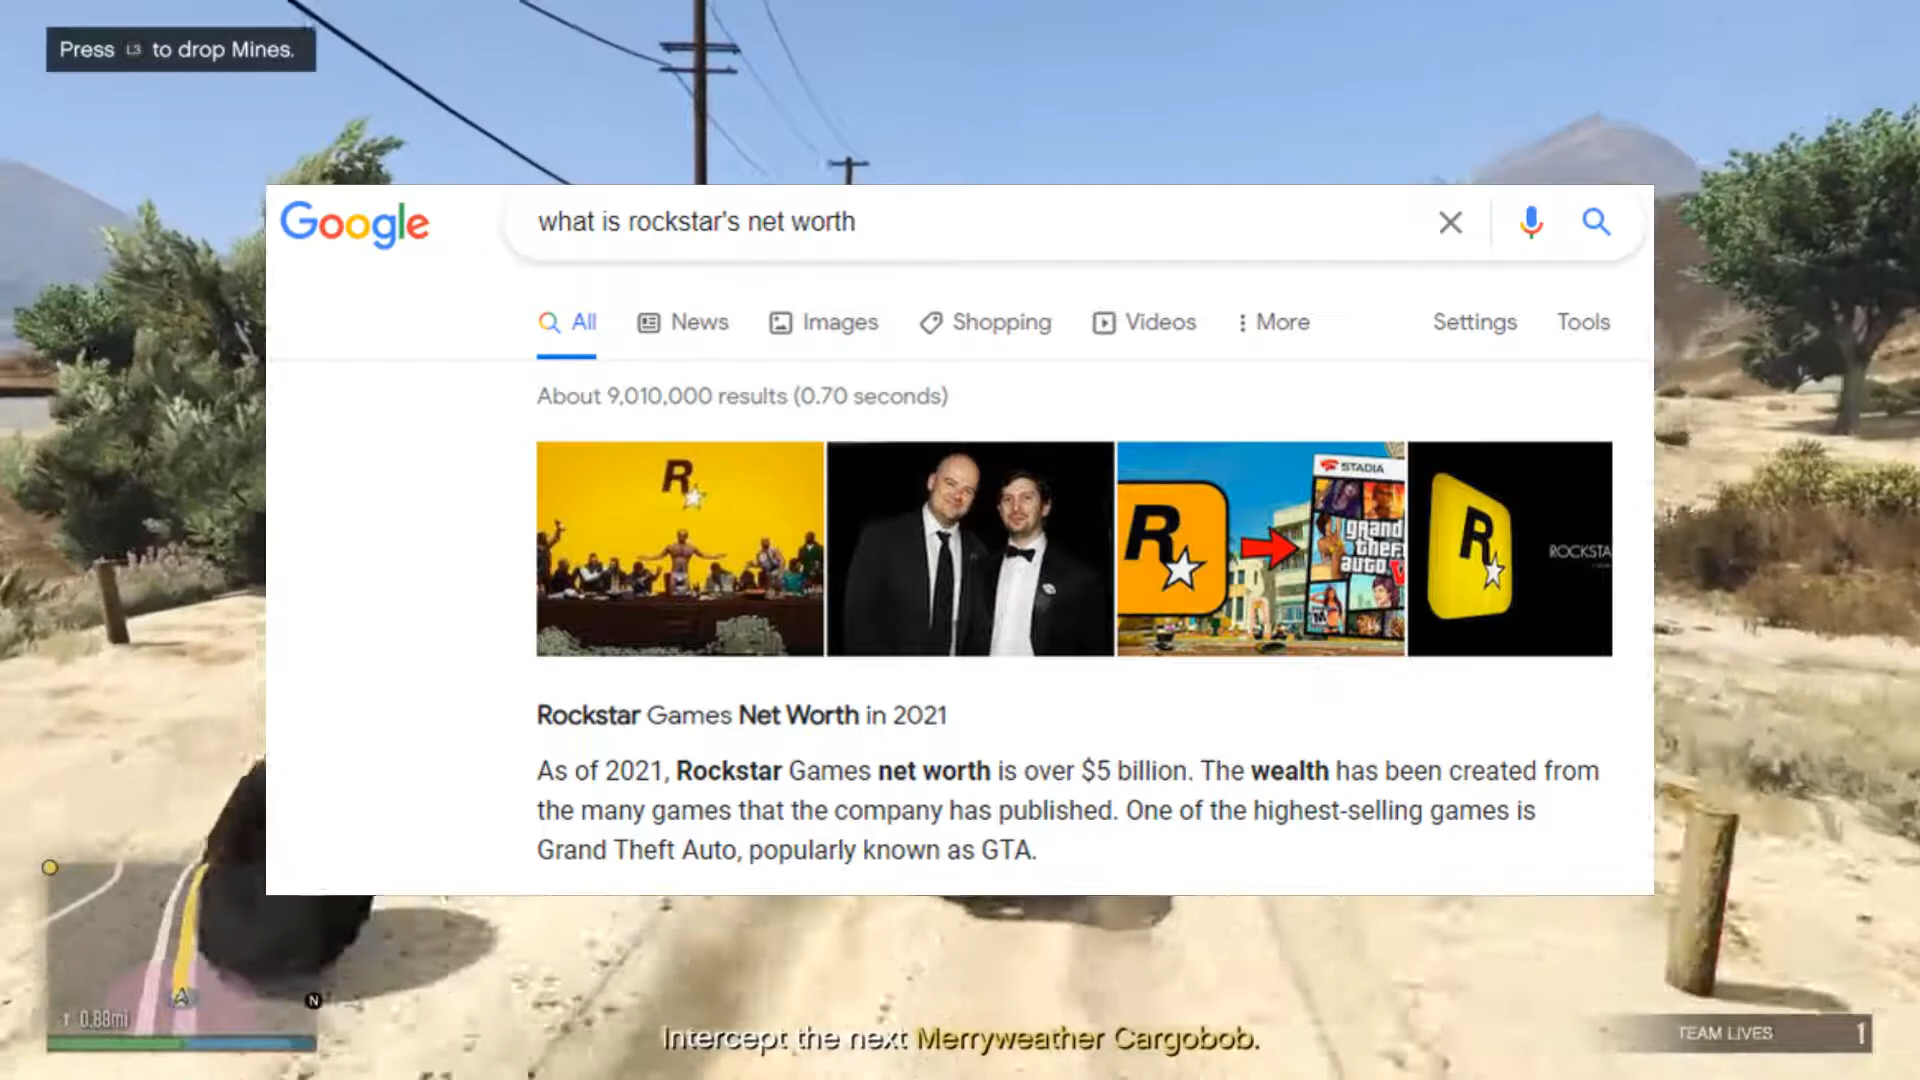 Press L3 to drop Mines.
Google
what is rockstar's net worth
All News Images Shopping Videos More Settings Tools
About 9,010,000 results (0.70 seconds)
R
R
STADIA
grand
theft
auto V
R
ROCKSTA
Rockstar Games Net Worth in 2021
As of 2021, Rockstar Games net worth is over $5 billion. The wealth has been created from
the many games that the company has published. One of the highest-selling games is
Grand Theft Auto, popularly known as GTA.
N
0.88mi
Intercept the next Merryweather Cargobob.
TEAM LIVES 1